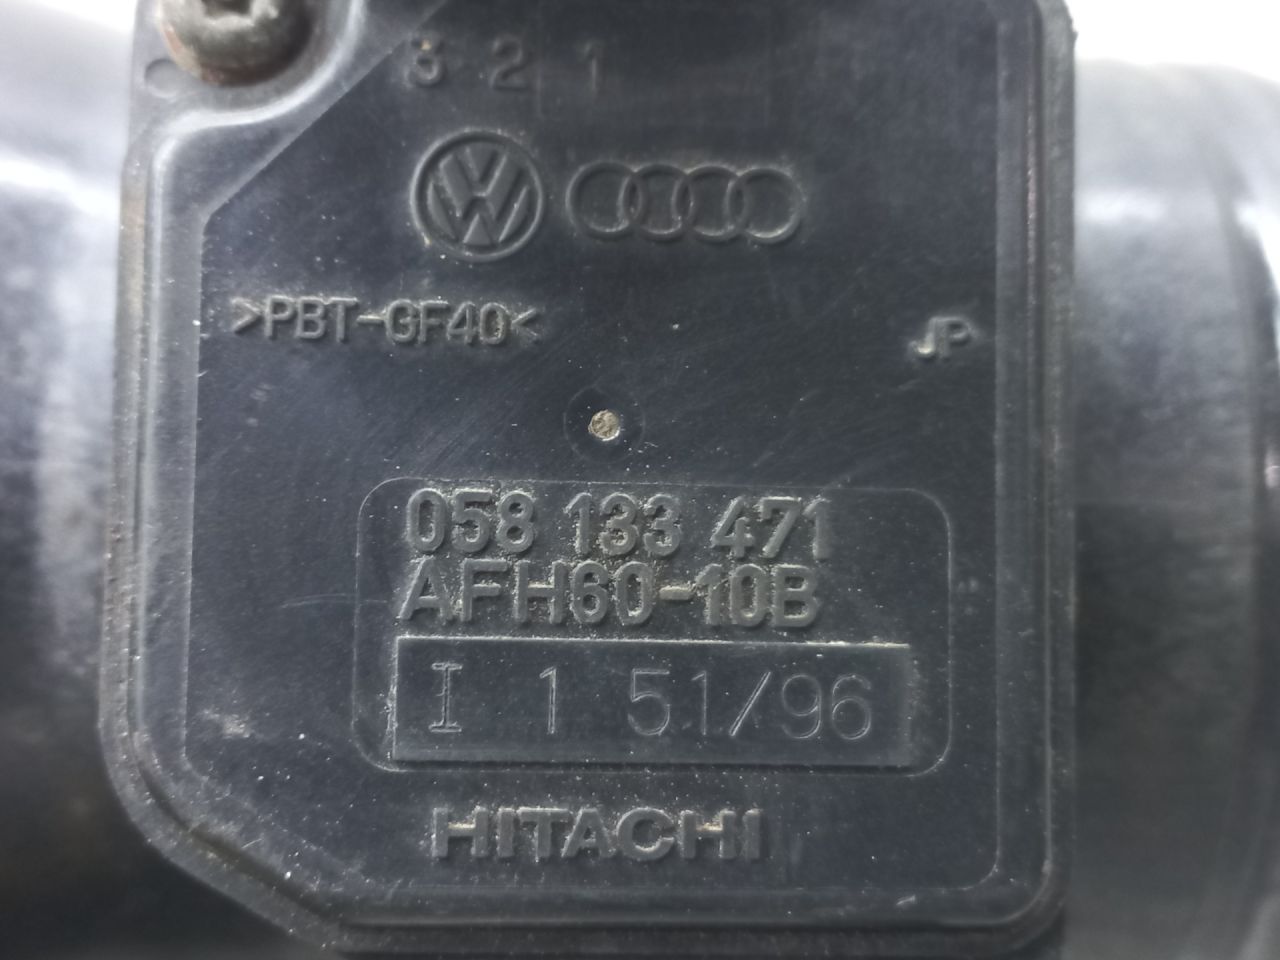 3 2 1
>PBT-GF40<
JP
058 133 471
AFH60-10B
I 1 51/96
HITACHI